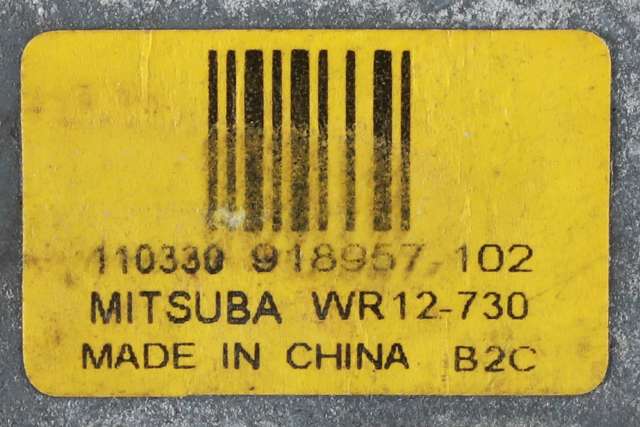 110330 918957 102
MITSUBA WR12-730
MADE IN CHINA B2C